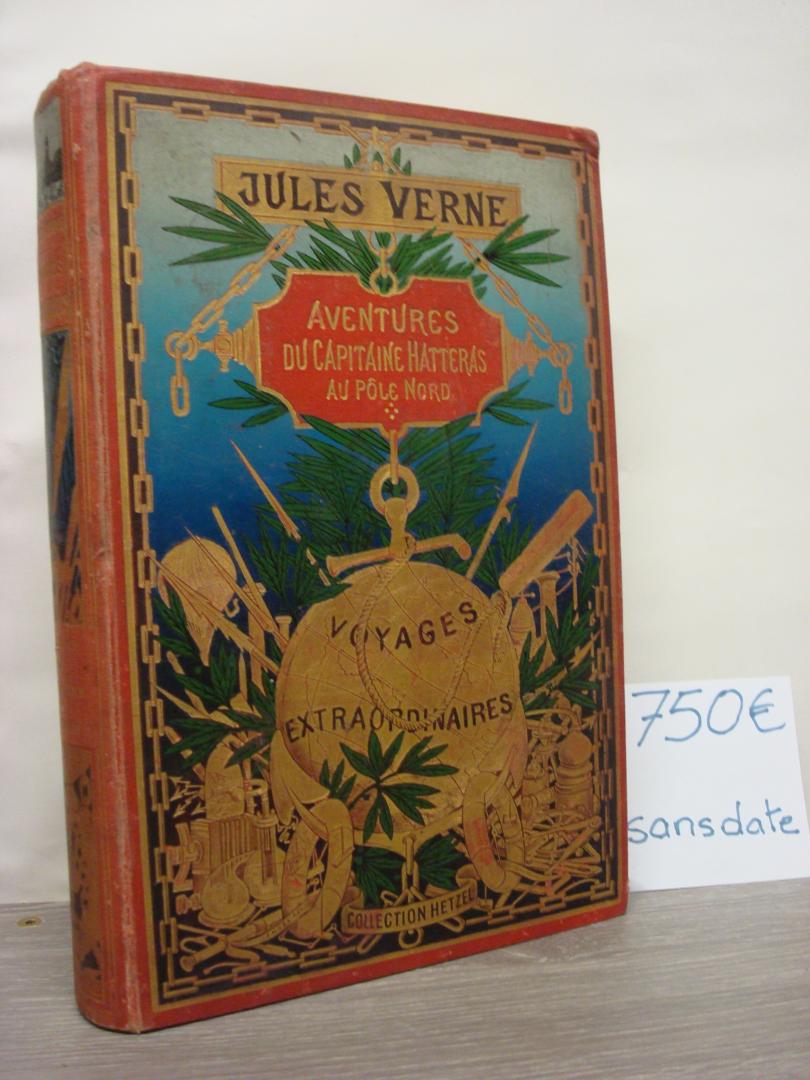 JULES VERNE
AVENTURES
DU CAPITAINE HATTERAS
AU PÔLE NORD
VOYAGES
EXTRAORDINAIRES
COLLECTION HETZEL
750€
sans date